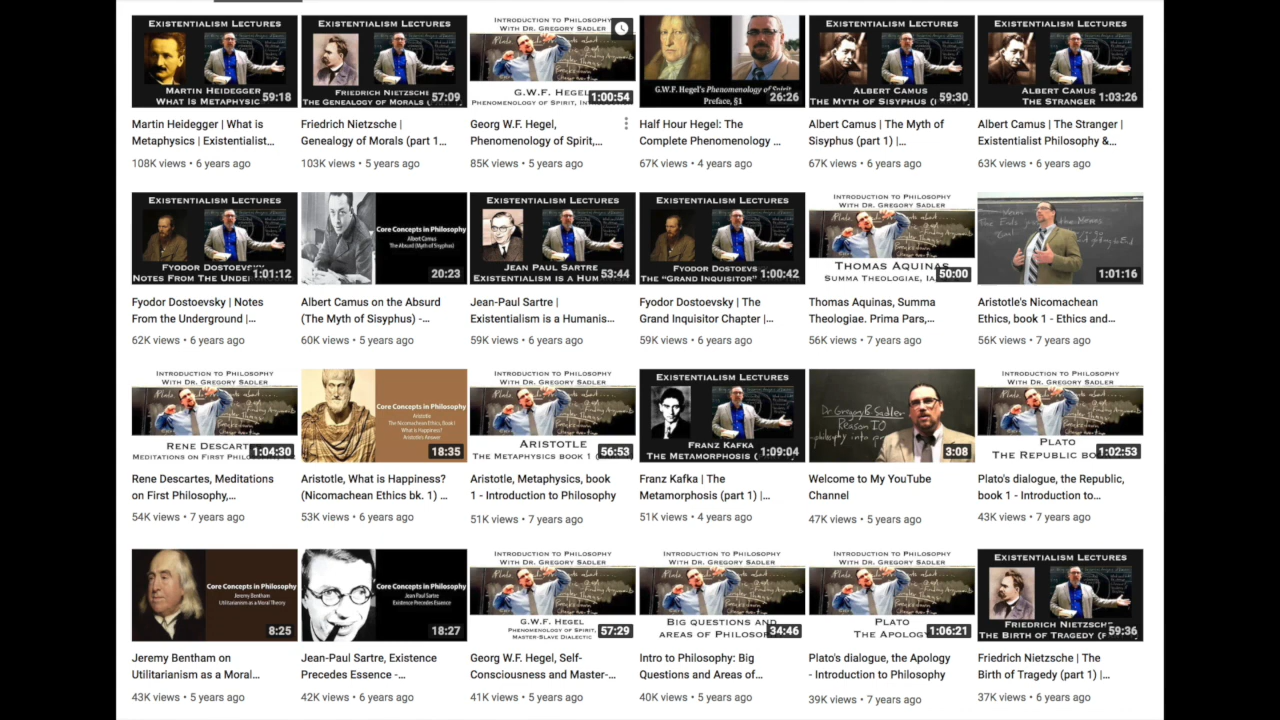 EXISTENTIALISM LECTURES
MARTIN HEIDEGGER
WHAT IS METAPHYSIC
59:18
Martin Heidegger | What is
Metaphysics | Existentialist...
108K views • 6 years ago
EXISTENTIALISM LECTURES
FRIEDRICH NIETZSCHE
THE GENEALOGY OF MORALS (
57:09
Friedrich Nietzsche |
Genealogy of Morals (part 1...
103K views • 5 years ago
INTRODUCTION TO PHILOSOPHY
WITH DR. GREGORY SADLER
G.W.F. HEGEL
PHENOMENOLOGY OF SPIRIT, IN
1:00:54
Georg W.F. Hegel,
Phenomenology of Spirit,...
85K views • 5 years ago
G.W.F. Hegel's Phenomenology of Spirit
Preface, §1
26:26
Half Hour Hegel: The
Complete Phenomenology ...
67K views • 4 years ago
EXISTENTIALISM LECTURES
ALBERT CAMUS
THE MYTH OF SISYPHUS (
59:30
Albert Camus | The Myth of
Sisyphus (part 1) |...
67K views • 6 years ago
EXISTENTIALISM LECTURES
ALBERT CAMUS
THE STRANGER
1:03:26
Albert Camus | The Stranger |
Existentialist Philosophy &...
63K views • 6 years ago
EXISTENTIALISM LECTURES
FYODOR DOSTOEV
NOTES FROM THE UNDE
1:01:12
Fyodor Dostoevsky | Notes
From the Underground |...
62K views • 6 years ago
Core Concepts in Philosophy
Albert Camus
The Absurd (Myth of Sisyphus)
20:23
Albert Camus on the Absurd
(The Myth of Sisyphus) -...
60K views • 5 years ago
EXISTENTIALISM LECTURES
JEAN PAUL SARTRE
EXISTENTIALISM IS A HUM
53:44
Jean-Paul Sartre |
Existentialism is a Humanis...
59K views • 6 years ago
EXISTENTIALISM LECTURES
FYODOR DOSTOEVS
THE "GRAND INQUISITOR"
1:00:42
Fyodor Dostoevsky | The
Grand Inquisitor Chapter |...
59K views • 6 years ago
INTRODUCTION TO PHILOSOPHY
WITH DR. GREGORY SADLER
THOMAS AQUINAS
SUMMA THEOLOGIAE, IA
50:00
Thomas Aquinas, Summa
Theologiae. Prima Pars,...
56K views • 7 years ago
1:01:16
Aristotle's Nicomachean
Ethics, book 1 - Ethics and...
56K views • 7 years ago
INTRODUCTION TO PHILOSOPHY
WITH DR. GREGORY SADLER
RENE DESCART
MEDITATIONS ON FIRST PHILO
1:04:30
Rene Descartes, Meditations
on First Philosophy,...
54K views • 7 years ago
Core Concepts in Philosophy
Aristotle
The Nicomachean Ethics, Book I
What is Happiness?
Aristotle's Answer
18:35
Aristotle, What is Happiness?
(Nicomachean Ethics bk. 1) ...
53K views • 6 years ago
INTRODUCTION TO PHILOSOPHY
WITH DR. GREGORY SADLER
ARISTOTLE
THE METAPHYSICS BOOK 1 (
56:53
Aristotle, Metaphysics, book
1 - Introduction to Philosophy
51K views • 7 years ago
EXISTENTIALISM LECTURES
FRANZ KAFKA
THE METAMORPHOSIS (
1:09:04
Franz Kafka | The
Metamorphosis (part 1) |...
51K views • 4 years ago
Dr Gregory B Sadler
Reason IO
philosophy into pr
3:08
Welcome to My YouTube
Channel
47K views • 5 years ago
INTRODUCTION TO PHILOSOPHY
WITH DR. GREGORY SADLER
PLATO
THE REPUBLIC BO
1:02:53
Plato's dialogue, the Republic,
book 1 - Introduction to...
43K views • 7 years ago
Core Concepts in Philosophy
Jeremy Bentham
Utilitarianism as a Moral Theory
8:25
Jeremy Bentham on
Utilitarianism as a Moral...
43K views • 5 years ago
Core Concepts in Philosophy
Jean Paul Sartre
Existence Precedes Essence
18:27
Jean-Paul Sartre, Existence
Precedes Essence -...
42K views • 6 years ago
INTRODUCTION TO PHILOSOPHY
WITH DR. GREGORY SADLER
G.W.F. HEGEL
PHENOMENOLOGY OF SPIRIT,
MASTER-SLAVE DIALECTIC
57:29
Georg W.F. Hegel, Self-
Consciousness and Master-...
41K views • 5 years ago
INTRODUCTION TO PHILOSOPHY
WITH DR. GREGORY SADLER
BIG QUESTIONS AND
AREAS OF PHILOSOP
34:46
Intro to Philosophy: Big
Questions and Areas of...
40K views • 5 years ago
INTRODUCTION TO PHILOSOPHY
WITH DR. GREGORY SADLER
PLATO
THE APOLOG
1:06:21
Plato's dialogue, the Apology
- Introduction to Philosophy
39K views • 7 years ago
EXISTENTIALISM LECTURES
FRIEDRICH NIETZSCHE
THE BIRTH OF TRAGEDY (P
59:36
Friedrich Nietzsche | The
Birth of Tragedy (part 1) |...
37K views • 6 years ago